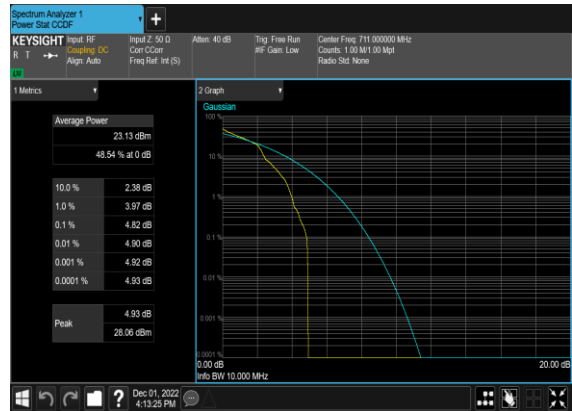 Spectrum Analyzer 1
Power Stat CCDF
KEYSIGHT
R T
LXI
Input: RF
Coupling: DC
Align: Auto
Input Z: 50 Ω
Corr CCorr
Freq Ref: Int (S)
Atten: 40 dB
Trig: Free Run
#IF Gain: Low
Center Freq: 711.000000 MHz
Counts: 1.00 M/1.00 Mpt
Radio Std: None
1 Metrics
Average Power
23.13 dBm
48.54 % at 0 dB
10.0 % 2.38 dB
1.0 % 3.97 dB
0.1 % 4.82 dB
0.01 % 4.90 dB
0.001 % 4.92 dB
0.0001 % 4.93 dB
Peak
4.93 dB
28.06 dBm
2 Graph
Gaussian
100 %
10 %
1 %
0.1 %
0.01 %
0.001 %
0.0001 %
0.00 dB
20.00 dB
Info BW 10.000 MHz
?
Dec 01, 2022
4:13:25 PM